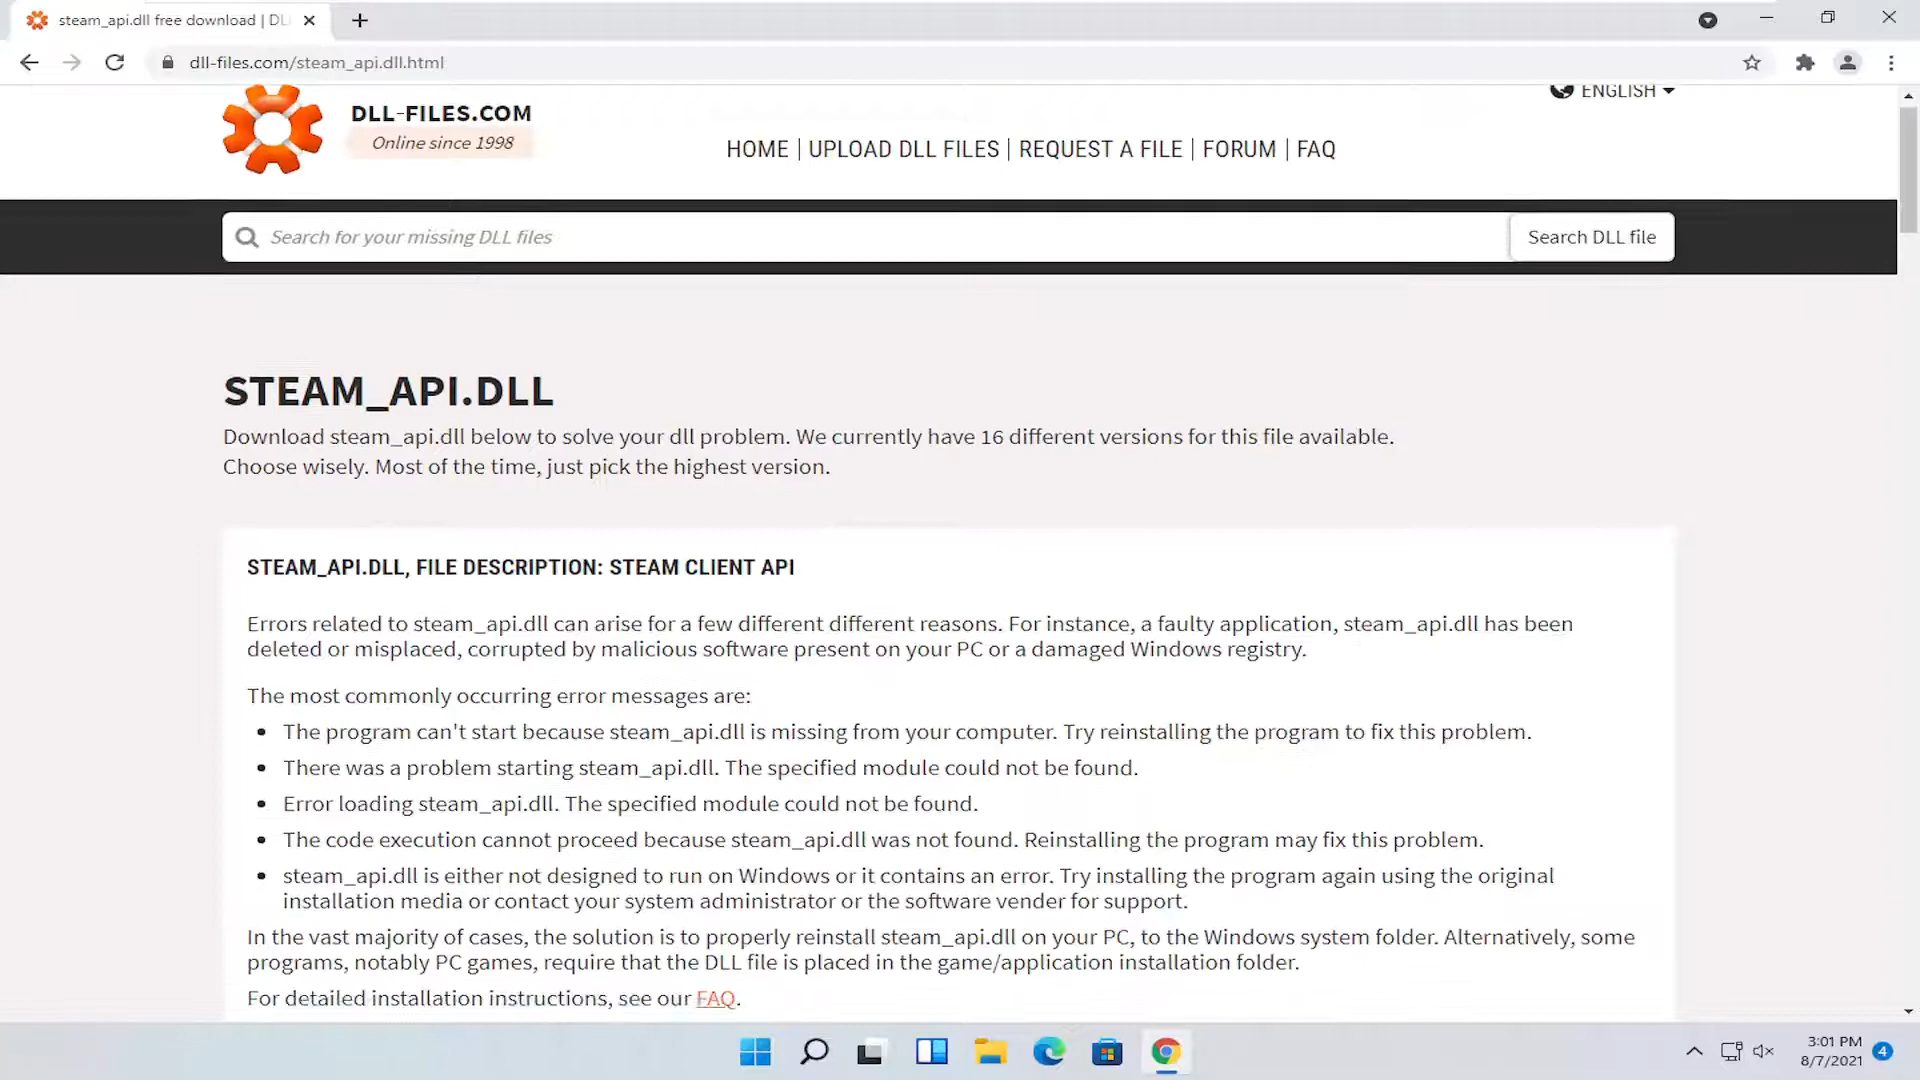 steam_api.dll free download | DL
dll-files.com/steam_api.dll.html
ENGLISH
DLL-FILES.COM
Online since 1998
HOME | UPLOAD DLL FILES | REQUEST A FILE | FORUM | FAQ
Search for your missing DLL files
Search DLL file
STEAM_API.DLL
Download steam_api.dll below to solve your dll problem. We currently have 16 different versions for this file available.
Choose wisely. Most of the time, just pick the highest version.
STEAM_API.DLL, FILE DESCRIPTION: STEAM CLIENT API
Errors related to steam_api.dll can arise for a few different different reasons. For instance, a faulty application, steam_api.dll has been
deleted or misplaced, corrupted by malicious software present on your PC or a damaged Windows registry.
The most commonly occurring error messages are:
• The program can't start because steam_api.dll is missing from your computer. Try reinstalling the program to fix this problem.
• There was a problem starting steam_api.dll. The specified module could not be found.
• Error loading steam_api.dll. The specified module could not be found.
• The code execution cannot proceed because steam_api.dll was not found. Reinstalling the program may fix this problem.
• steam_api.dll is either not designed to run on Windows or it contains an error. Try installing the program again using the original
installation media or contact your system administrator or the software vender for support.
In the vast majority of cases, the solution is to properly reinstall steam_api.dll on your PC, to the Windows system folder. Alternatively, some
programs, notably PC games, require that the DLL file is placed in the game/application installation folder.
For detailed installation instructions, see our FAQ.
3:01 PM
8/7/2021
4